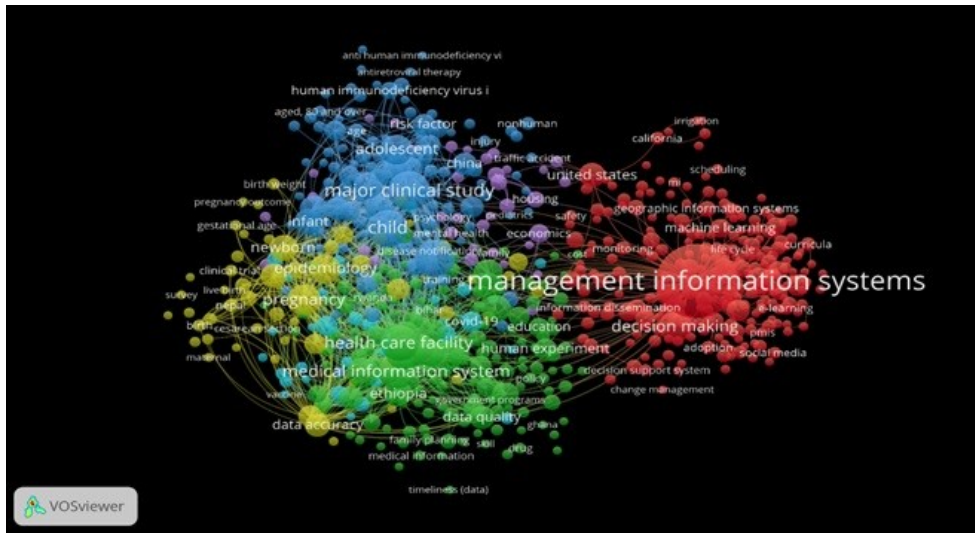 anti human immunodeficiency vi
antiretroviral therapy
human immunodeficiency virus i
aged, 80 and over
risk factor
nonhuman
irrigation
age
california
adolescent
injury
china
traffic accident
scheduling
united states
birth weight
major clinical study
mi
pregnancy outcome
housing
geographic information systems
gestational age
infant
psychology
pediatrics
safety
child
mental health
economics
machine learning
newborn
disease notification
family
cost
monitoring
life cycle
curricula
clinical trial
epidemiology
training
management information systems
live birth
survey
nepal
pregnancy
rwanda
bihar
information dissemination
e-learning
birth
cesarean section
covid-19
education
decision making
pmis
health care facility
human experiment
adoption
social media
maternal
medical information system
decision support system
policy
change management
vaccine
ethiopia
government programs
data accuracy
data quality
ghana
family planning
skill
drug
medical information
timeliness (data)
VOSviewer